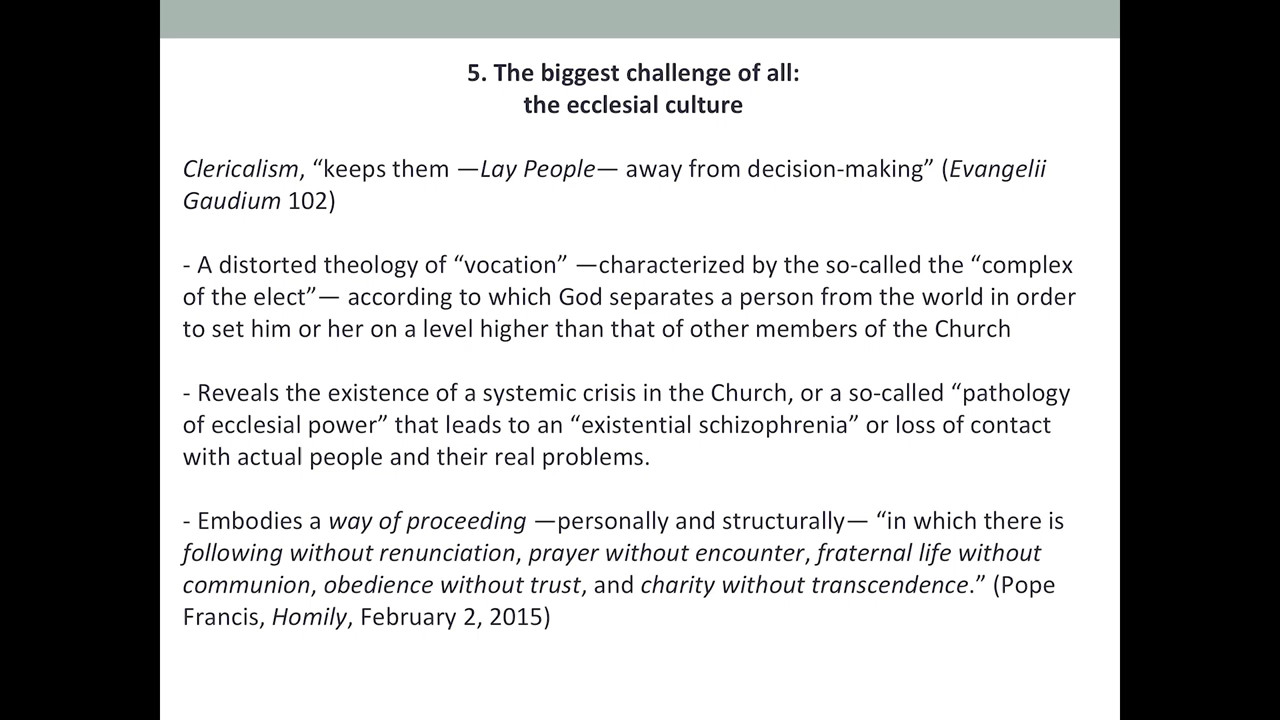 5. The biggest challenge of all:
the ecclesial culture
Clericalism, “keeps them —Lay People— away from decision-making” (Evangelii
Gaudium 102)
- A distorted theology of “vocation” —characterized by the so-called the “complex
of the elect”— according to which God separates a person from the world in order
to set him or her on a level higher than that of other members of the Church
- Reveals the existence of a systemic crisis in the Church, or a so-called “pathology
of ecclesial power” that leads to an “existential schizophrenia” or loss of contact
with actual people and their real problems.
- Embodies a way of proceeding —personally and structurally— “in which there is
following without renunciation, prayer without encounter, fraternal life without
communion, obedience without trust, and charity without transcendence.” (Pope
Francis, Homily, February 2, 2015)